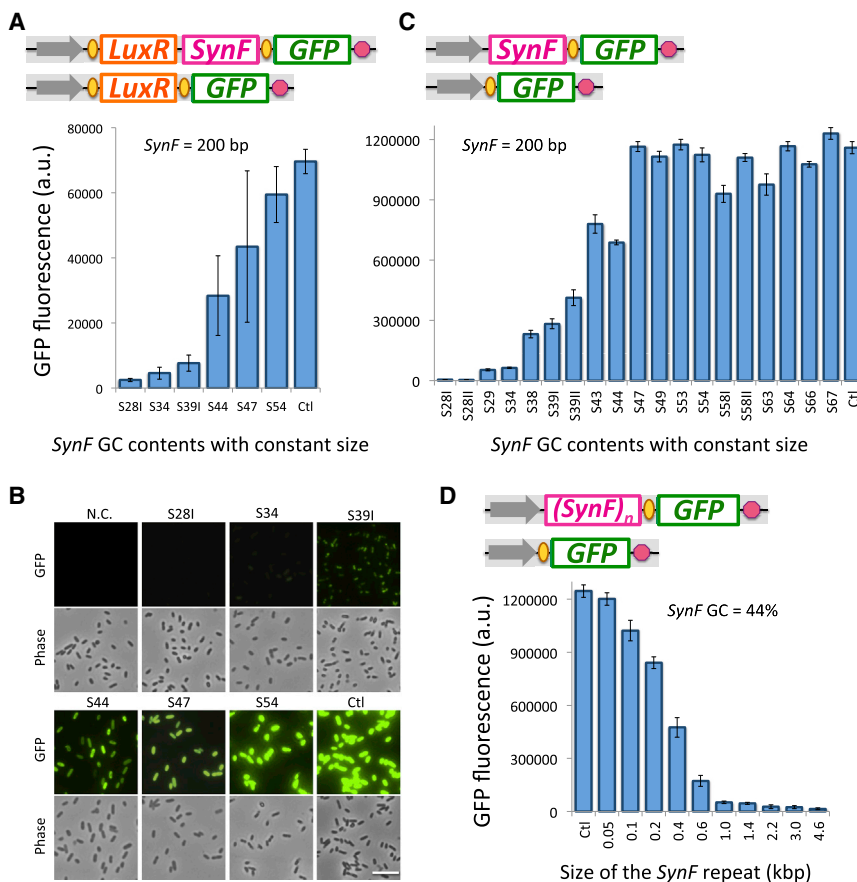 A
LuxR SynF GFP
LuxR GFP
SynF = 200 bp
GFP fluorescence (a.u.)
80000
60000
40000
20000
0
S28I S34 S39I S44 S47 S54 Ctl
SynF GC contents with constant size
C
SynF GFP
GFP
SynF = 200 bp
1200000
900000
600000
300000
0
S28I S28II S29 S34 S38 S39I S39II S43 S44 S47 S49 S53 S54 S58I S58II S63 S64 S66 S67 Ctl
SynF GC contents with constant size
B
N.C. S28I S34 S39I
GFP
Phase
S44 S47 S54 Ctl
GFP
Phase
D
(SynF)n GFP
GFP
SynF GC = 44%
GFP fluorescence (a.u.)
1200000
900000
600000
300000
0
Ctl 0.05 0.1 0.2 0.4 0.6 1.0 1.4 2.2 3.0 4.6
Size of the SynF repeat (kbp)